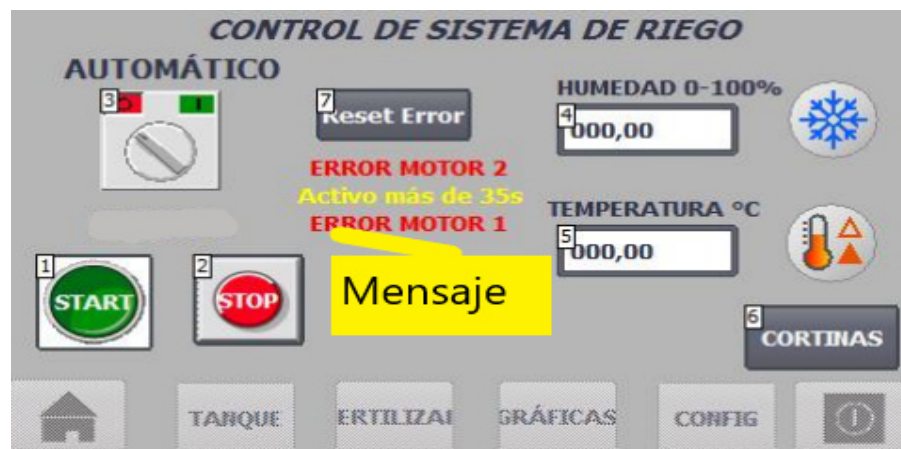 CONTROL DE SISTEMA DE RIEGO
AUTOMÁTICO
3
7
Reset Error
HUMEDAD 0-100%
4
000,00
ERROR MOTOR 2
Activo más de 35s
ERROR MOTOR 1
TEMPERATURA °C
5
000,00
Mensaje
1
START
2
STOP
6
CORTINAS
TANQUE
ERTILIZA
GRÁFICAS
CONFIG